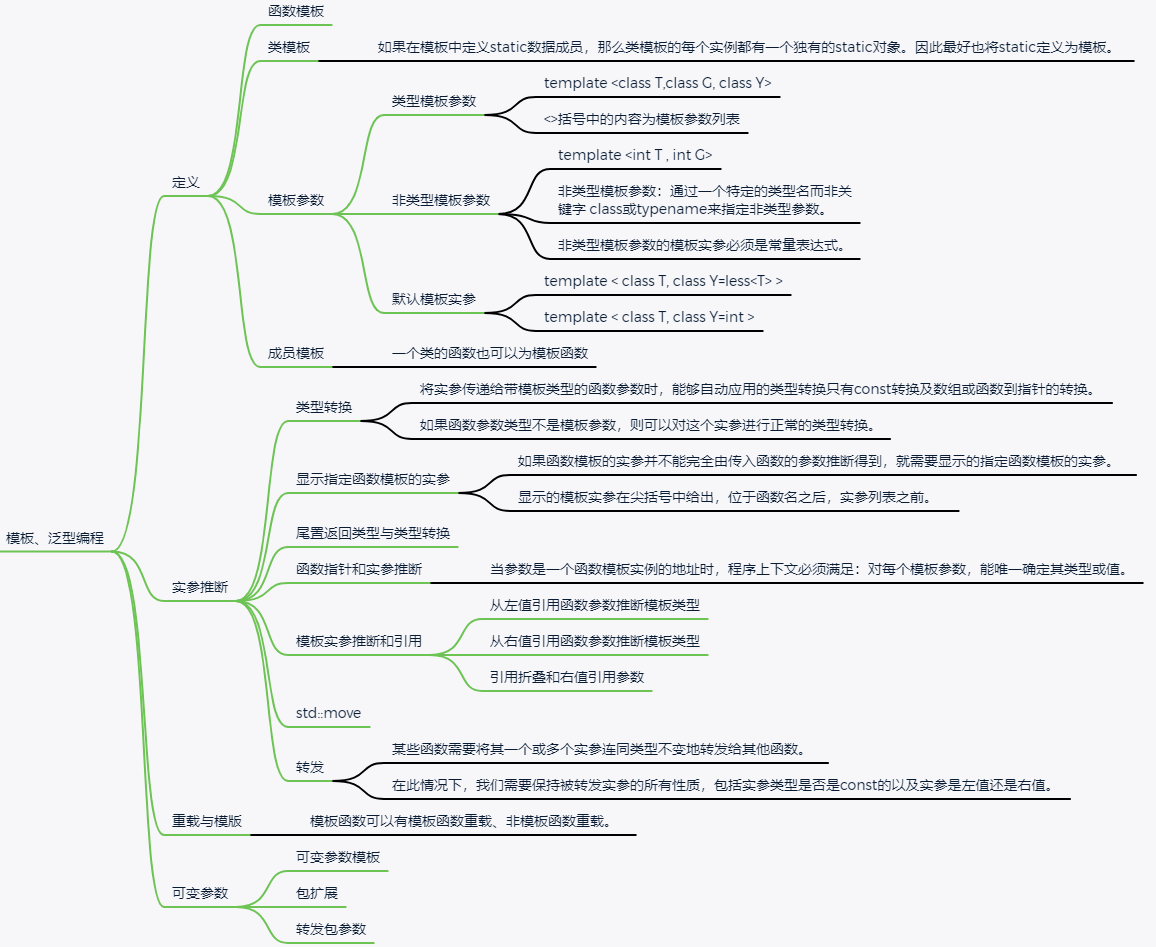 函数模板
类模板
如果在模板中定义static数据成员，那么类模板的每个实例都有一个独有的static对象。因此最好也将static定义为模板。
template <class T,class G, class Y>
类型模板参数
<>括号中的内容为模板参数列表
template <int T , int G>
定义
非类型模板参数：通过一个特定的类型名而非关
模板参数
非类型模板参数
键字 class或typename来指定非类型参数。
非类型模板参数的模板实参必须是常量表达式。
template < class T, class Y=less<T> >
默认模板实参
template < class T, class Y=int >
成员模板
一个类的函数也可以为模板函数
将实参传递给带模板类型的函数参数时，能够自动应用的类型转换只有const转换及数组或函数到指针的转换。
类型转换
如果函数参数类型不是模板参数，则可以对这个实参进行正常的类型转换。
如果函数模板的实参并不能完全由传入函数的参数推断得到，就需要显示的指定函数模板的实参。
显示指定函数模板的实参
显示的模板实参在尖括号中给出，位于函数名之后，实参列表之前。
模板、泛型编程
尾置返回类型与类型转换
函数指针和实参推断
当参数是一个函数模板实例的地址时，程序上下文必须满足：对每个模板参数，能唯一确定其类型或值。
实参推断
从左值引用函数参数推断模板类型
模板实参推断和引用
从右值引用函数参数推断模板类型
引用折叠和右值引用参数
std::move
某些函数需要将其一个或多个实参连同类型不变地转发给其他函数。
转发
在此情况下，我们需要保持被转发实参的所有性质，包括实参类型是否是const的以及实参是左值还是右值。
重载与模版
模板函数可以有模板函数重载、非模板函数重载。
可变参数模板
可变参数
包扩展
转发包参数